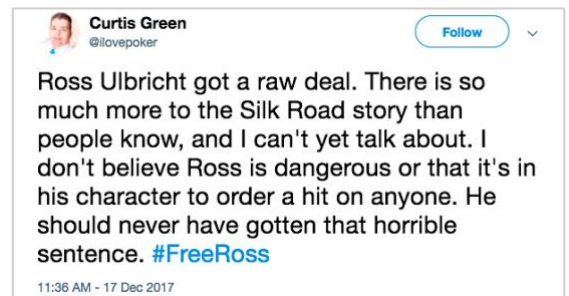 Curtis Green
@ilovepoker
Follow
Ross Ulbricht got a raw deal. There is so
much more to the Silk Road story than
people know, and I can't yet talk about. I
don't believe Ross is dangerous or that it's in
his character to order a hit on anyone. He
should never have gotten that horrible
sentence. #FreeRoss
11:36 AM - 17 Dec 2017